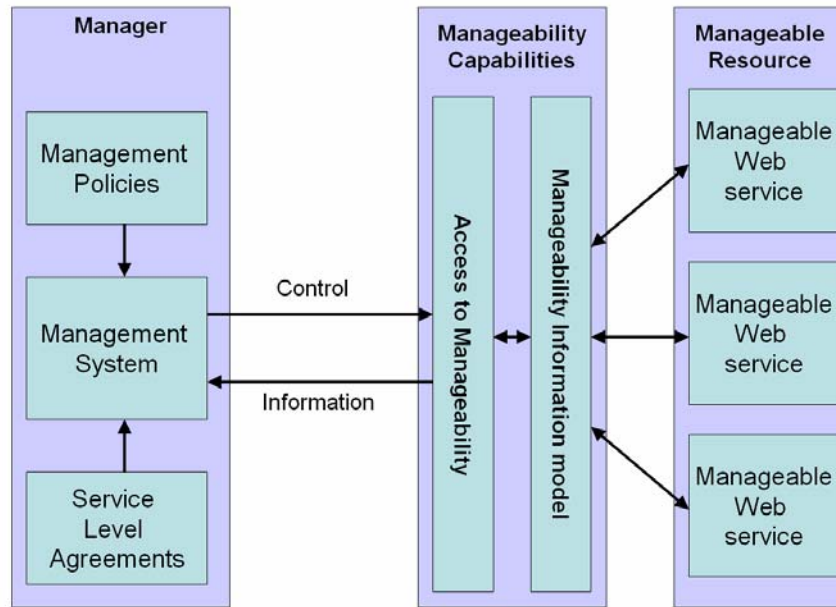 Manager
Management
Policies
Management
System
Service
Level
Agreements
Control
Information
Manageability
Capabilities
Access to Manageability
Manageability Information model
Manageable
Resource
Manageable
Web
service
Manageable
Web
service
Manageable
Web
service